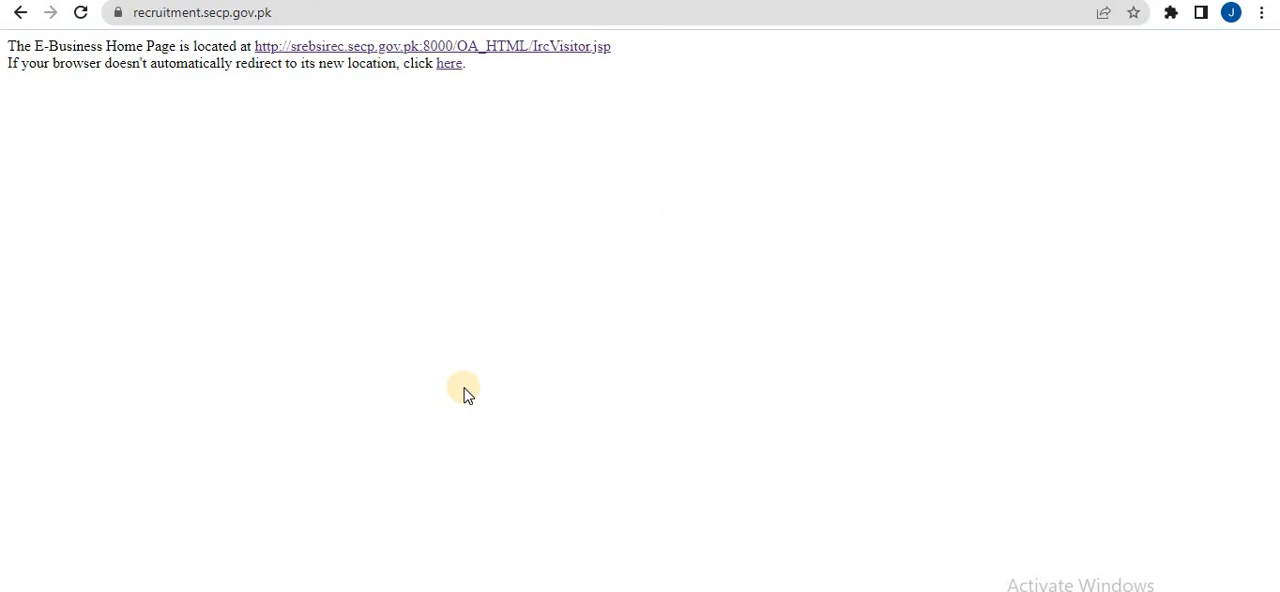 recruitment.secp.gov.pk
J
The E-Business Home Page is located at http://srebsirec.secp.gov.pk:8000/OA_HTML/IrcVisitor.jsp
If your browser doesn't automatically redirect to its new location, click here.
Activate Windows